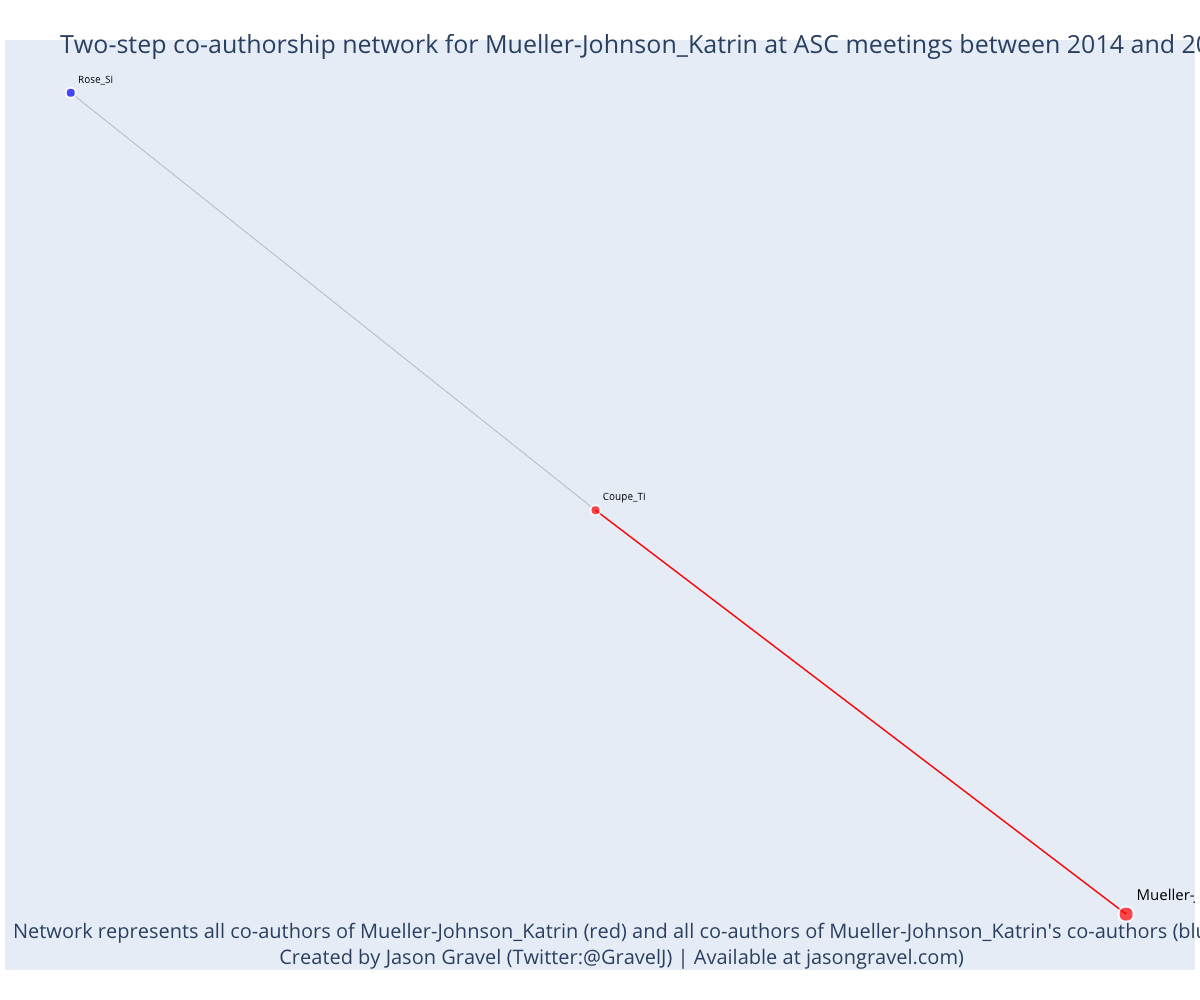 Two-step co-authorship network for Mueller-Johnson_Katrin at ASC meetings between 2014 and 20
Rose_Si
Coupe_Ti
Mueller-J
Network represents all co-authors of Mueller-Johnson_Katrin (red) and all co-authors of Mueller-Johnson_Katrin's co-authors (blu
Created by Jason Gravel (Twitter:@GravelJ) | Available at jasongravel.com)